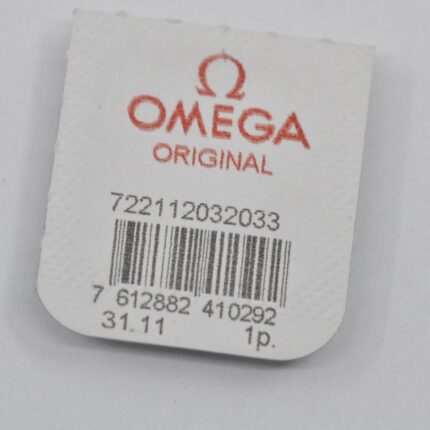 Ω
OMEGA
ORIGINAL
722112032033
7 612882 410292
31.11 1p.